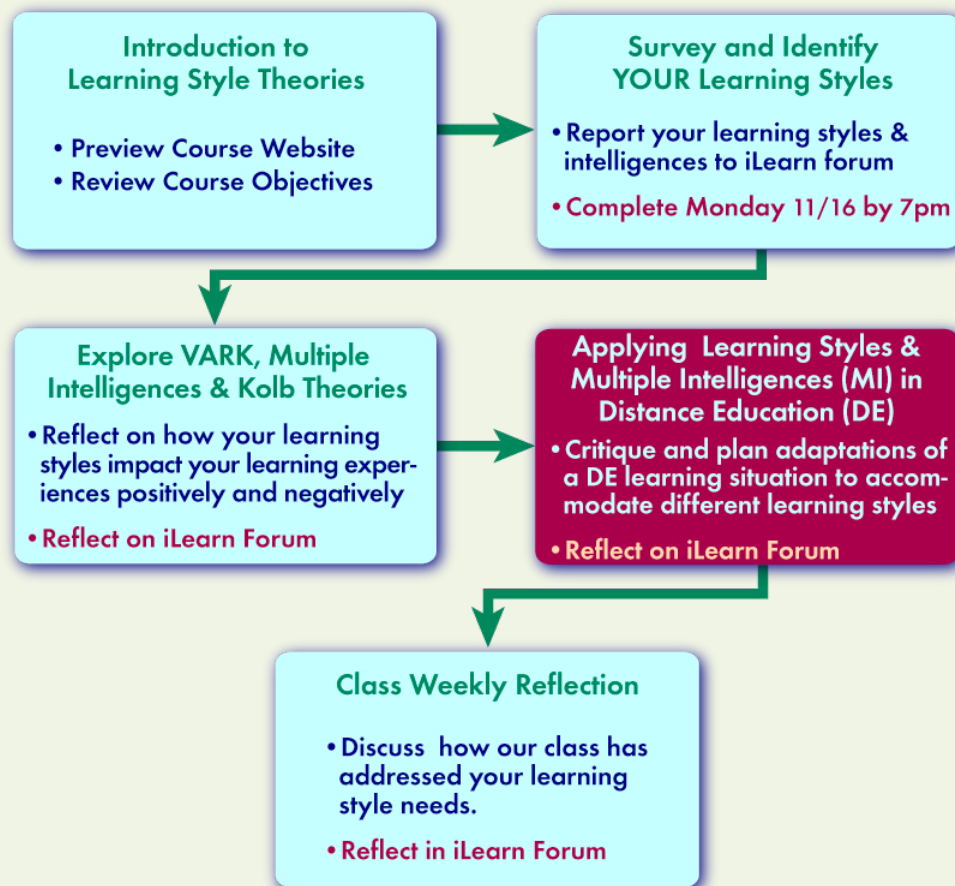 Introduction to
Learning Style Theories
• Preview Course Website
• Review Course Objectives
Survey and Identify
YOUR Learning Styles
• Report your learning styles &
intelligences to iLearn forum
• Complete Monday 11/16 by 7pm
Explore VARK, Multiple
Intelligences & Kolb Theories
• Reflect on how your learning
styles impact your learning exper-
iences positively and negatively
• Reflect on iLearn Forum
Applying Learning Styles &
Multiple Intelligences (MI) in
Distance Education (DE)
• Critique and plan adaptations of
a DE learning situation to accom-
modate different learning styles
• Reflect on iLearn Forum
Class Weekly Reflection
• Discuss how our class has
addressed your learning
style needs.
• Reflect in iLearn Forum